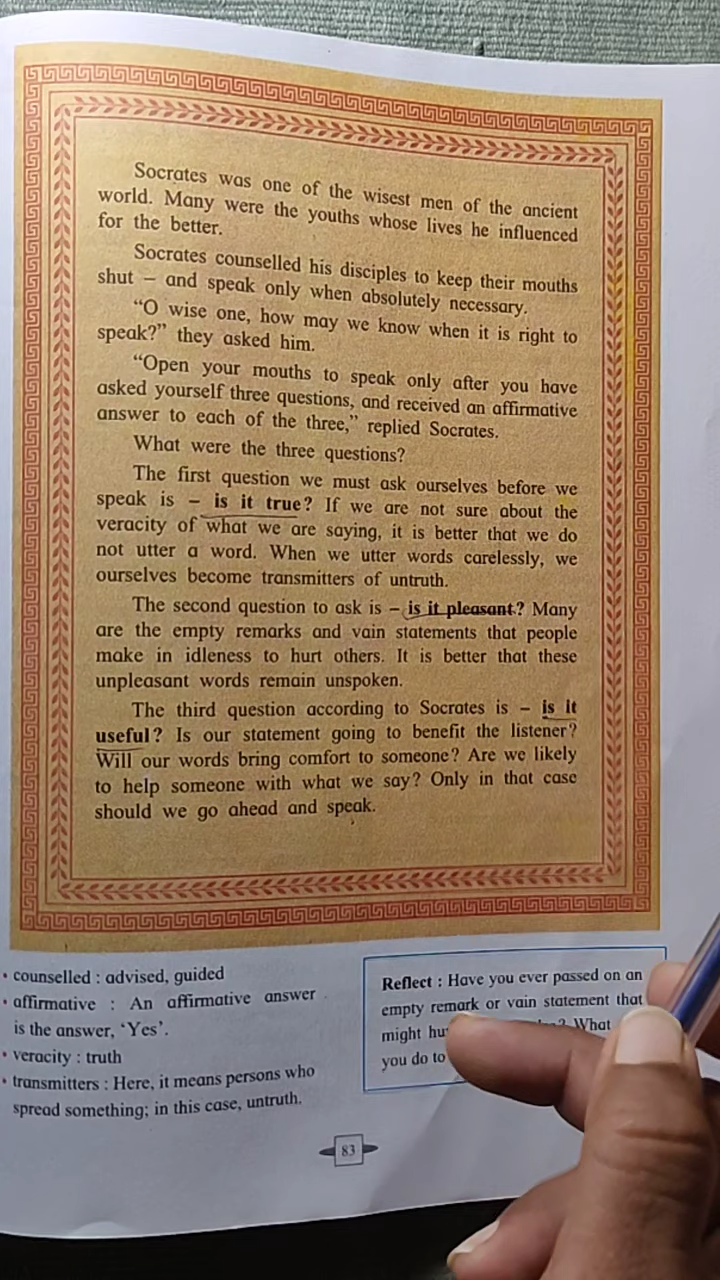 Socrates was one of the wisest men of the ancient
world. Many were the youths whose lives he influenced
for the better.
Socrates counselled his disciples to keep their mouths
shut – and speak only when absolutely necessary.
“O wise one, how may we know when it is right to
speak?” they asked him.
“Open your mouths to speak only after you have
asked yourself three questions, and received an affirmative
answer to each of the three,” replied Socrates.
What were the three questions?
The first question we must ask ourselves before we
speak is – is it true? If we are not sure about the
veracity of what we are saying, it is better that we do
not utter a word. When we utter words carelessly, we
ourselves become transmitters of untruth.
The second question to ask is – is it pleasant? Many
are the empty remarks and vain statements that people
make in idleness to hurt others. It is better that these
unpleasant words remain unspoken.
The third question according to Socrates is – is it
useful? Is our statement going to benefit the listener?
Will our words bring comfort to someone? Are we likely
to help someone with what we say? Only in that case
should we go ahead and speak.
• counselled : advised, guided
• affirmative : An affirmative answer
is the answer, ‘Yes’.
• veracity : truth
• transmitters : Here, it means persons who
spread something; in this case, untruth.
Reflect : Have you ever passed on an
empty remark or vain statement that
might What
you do to
83